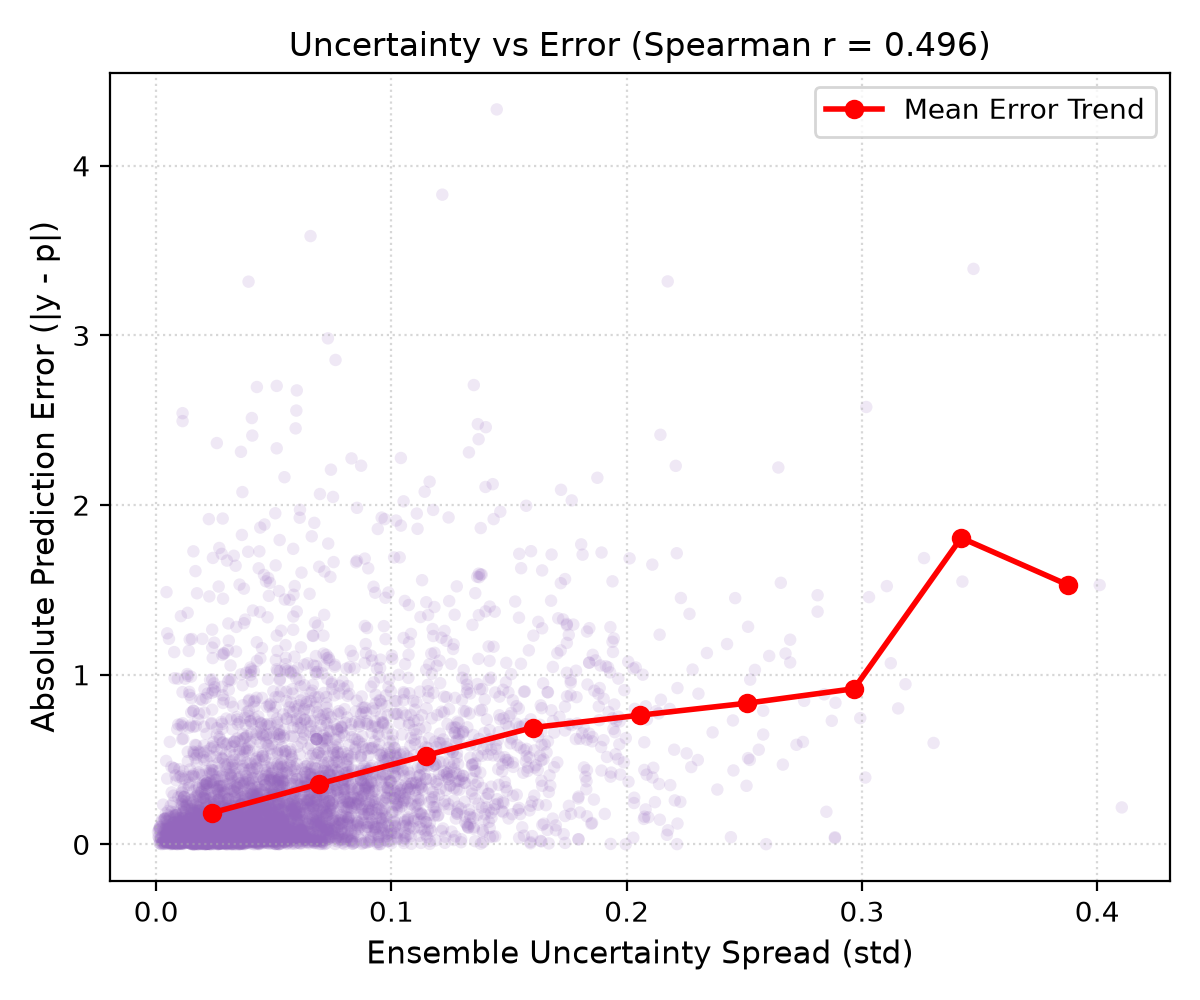 Uncertainty vs Error (Spearman r = 0.496)
Mean Error Trend
Absolute Prediction Error (|y - p|)
4
3
2
1
0
0.0 0.1 0.2 0.3 0.4
Ensemble Uncertainty Spread (std)